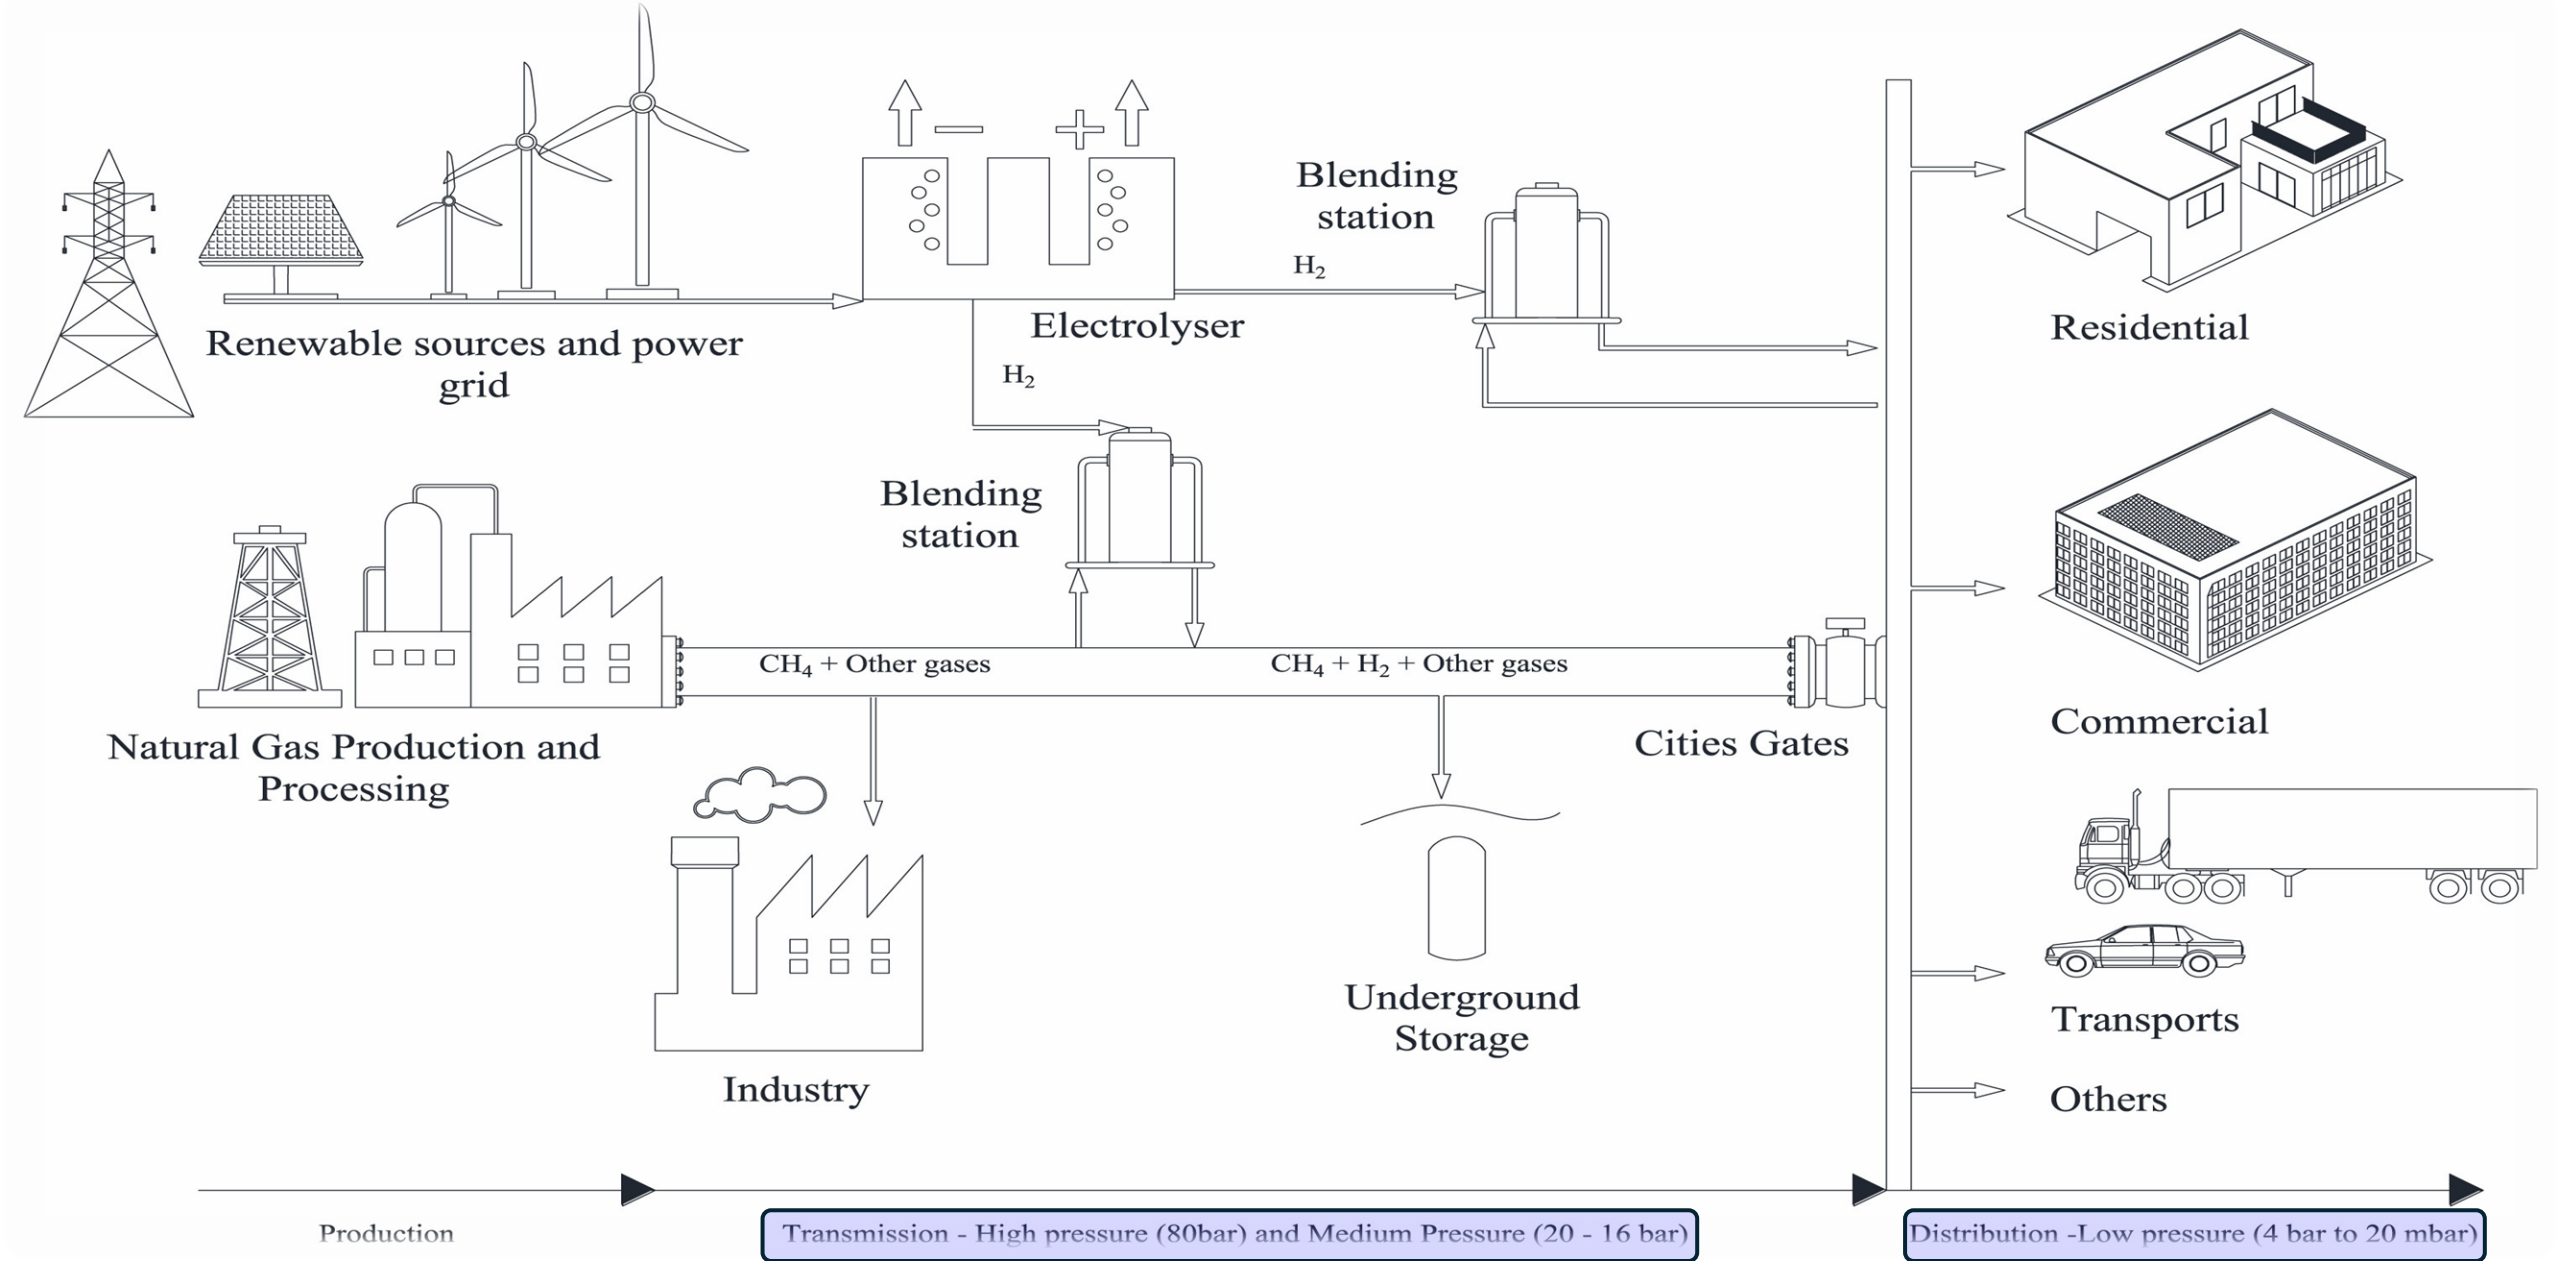 Blending
station
H₂
Electrolyser
Renewable sources and power
grid
H₂
Residential
Blending
station
CH₄ + Other gases
CH₄ + H₂ + Other gases
Natural Gas Production and
Processing
Cities Gates
Commercial
Underground
Storage
Industry
Transports
Others
Production
Transmission - High pressure (80bar) and Medium Pressure (20 - 16 bar)
Distribution -Low pressure (4 bar to 20 mbar)